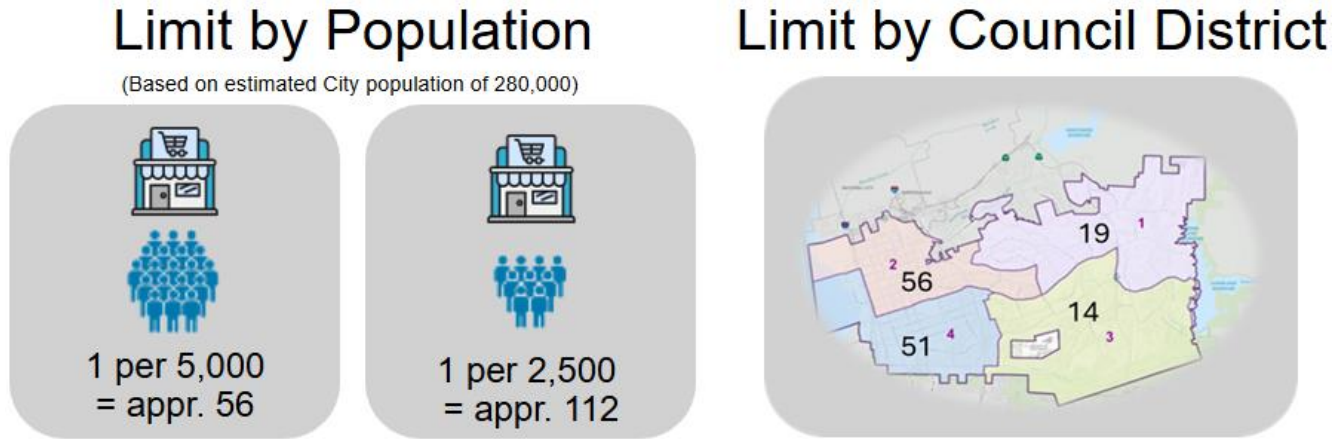 Limit by Population
(Based on estimated City population of 280,000)
1 per 5,000
= appr. 56
1 per 2,500
= appr. 112
Limit by Council District
19
1
2
56
14
3
51
4